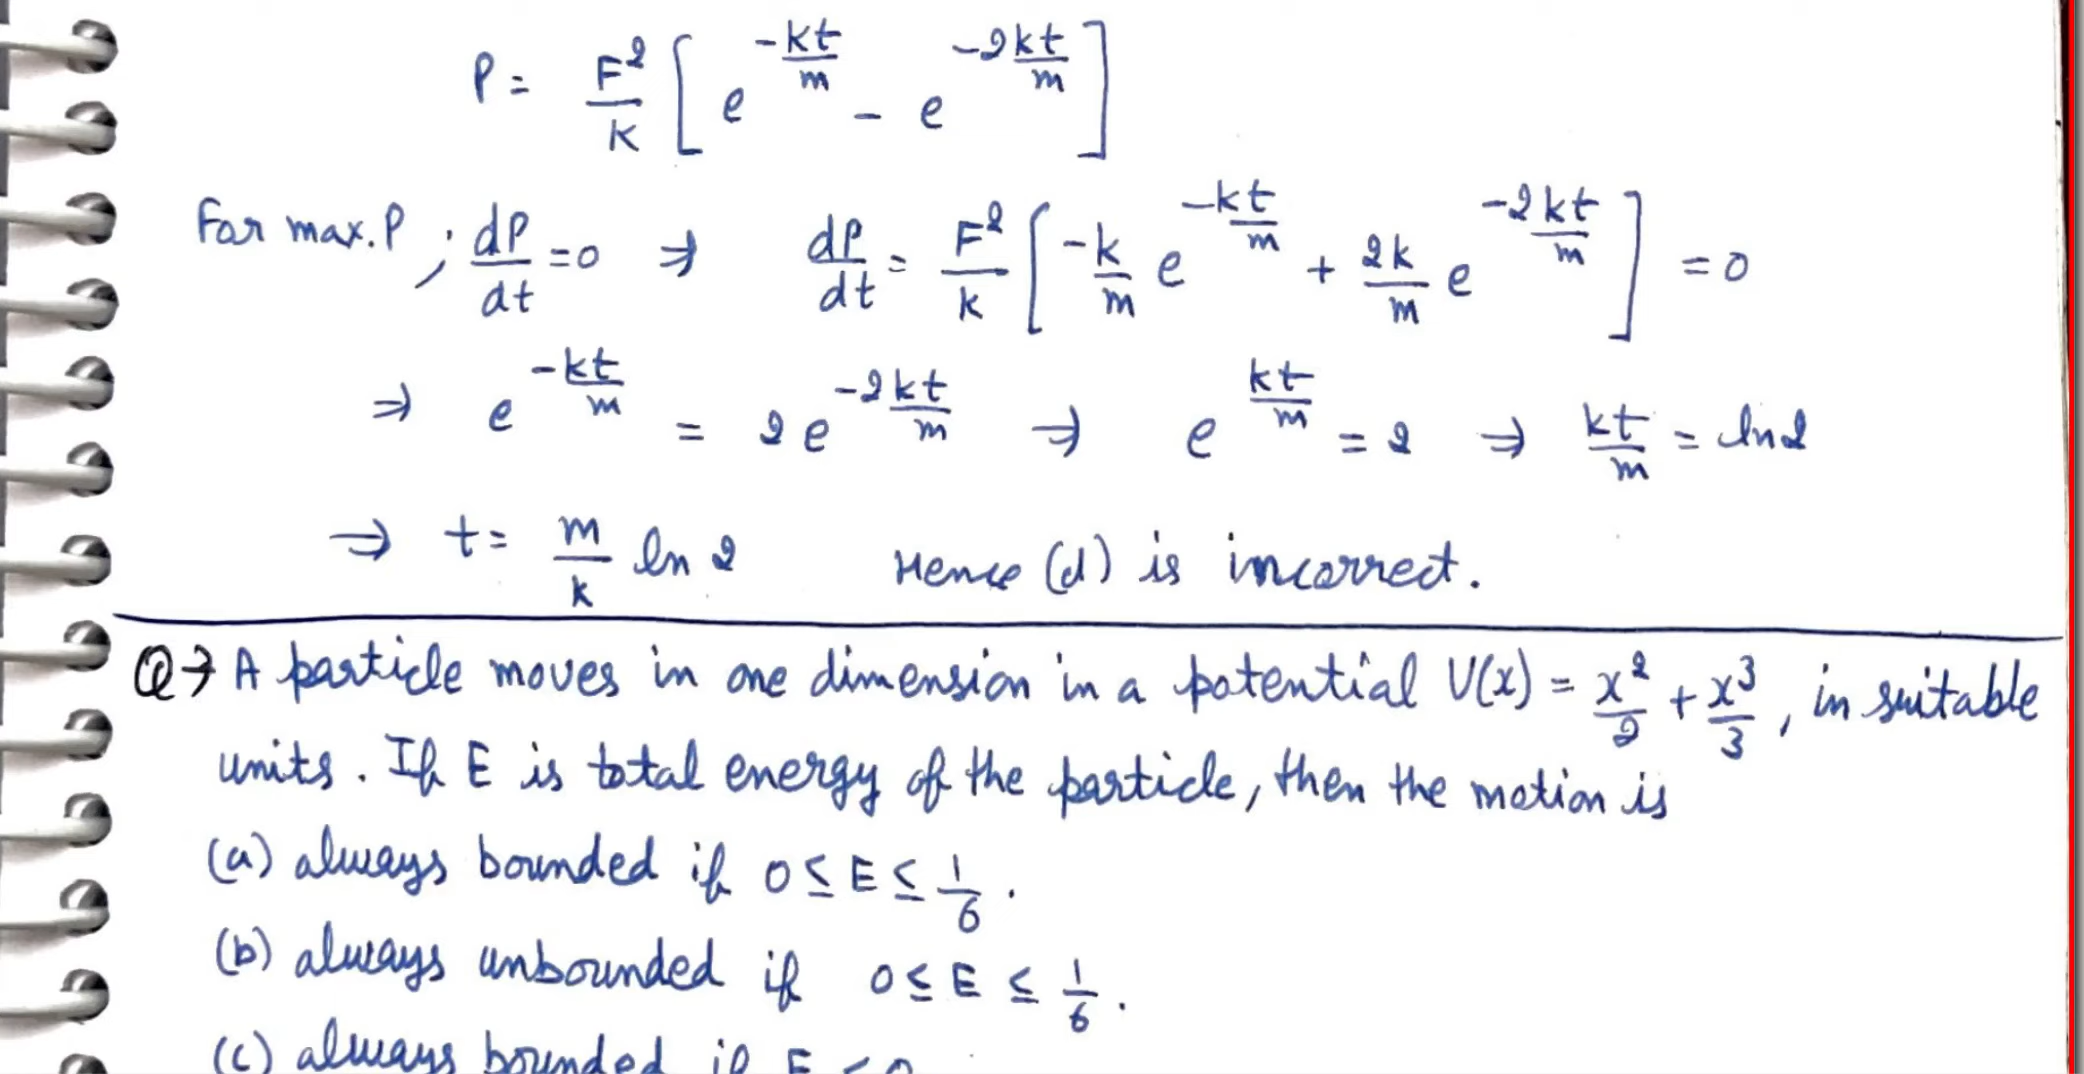 P = F²/K [ e^(-kt/m) - e^(-2kt/m) ]
For max. P ; dP/dt = 0 ⇒ dP/dt = F²/K [ -k/m e^(-kt/m) + 2k/m e^(-2kt/m) ] = 0
⇒ e^(-kt/m) = 2e^(-2kt/m) ⇒ e^(kt/m) = 2 ⇒ kt/m = ln2
⇒ t = m/k ln 2 Hence (d) is incorrect.
Q→ A particle moves in one dimension in a potential V(x) = x²/2 + x³/3, in suitable
units. If E is total energy of the particle, then the motion is
(a) always bounded if 0 ≤ E ≤ 1/6.
(b) always unbounded if 0 ≤ E ≤ 1/6.
(c) always bounded if E